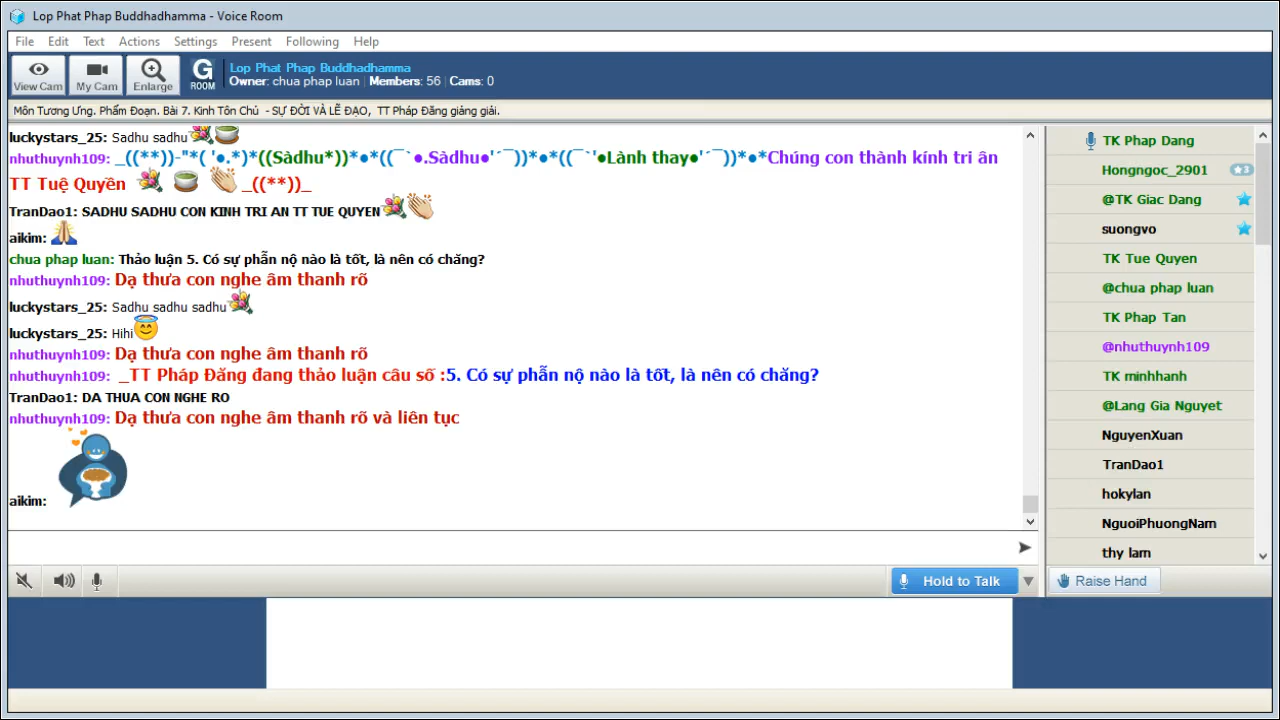 Lop Phat Phap Buddhadhamma - Voice Room
File Edit Text Actions Settings Present Following Help
View Cam My Cam Enlarge G ROOM
Lop Phat Phap Buddhadhamma
Owner: chua phap luan | Members: 56 | Cams: 0
Môn Tương Ưng. Phẩm Đoạn. Bài 7. Kinh Tôn Chủ - SỰ ĐỜI VÀ LẼ ĐẠO, TT Pháp Đăng giảng giải.
luckystars_25: Sadhu sadhu
nhuthuynh109: _((**))-"*( '●.*)*((Sàdhu*))*●*((¯`●.Sàdhu●'´¯))*●*((¯`'●Lành thay●'´¯))*●*Chúng con thành kính tri ân
TT Tuệ Quyền _((**))_
TranDao1: SADHU SADHU CON KINH TRI AN TT TUE QUYEN
aikim:
chua phap luan: Thảo luận 5. Có sự phẫn nộ nào là tốt, là nên có chăng?
nhuthuynh109: Dạ thưa con nghe âm thanh rõ
luckystars_25: Sadhu sadhu sadhu
luckystars_25: Hihi
nhuthuynh109: Dạ thưa con nghe âm thanh rõ
nhuthuynh109: _TT Pháp Đăng đang thảo luận câu số :5. Có sự phẫn nộ nào là tốt, là nên có chăng?
TranDao1: DA THUA CON NGHE RO
nhuthuynh109: Dạ thưa con nghe âm thanh rõ và liên tục
aikim:
Hold to Talk
TK Phap Dang
Hongngoc_2901 3
@TK Giac Dang
suongvo
TK Tue Quyen
@chua phap luan
TK Phap Tan
@nhuthuynh109
TK minhhanh
@Lang Gia Nguyet
NguyenXuan
TranDao1
hokylan
NguoiPhuongNam
thy lam
Raise Hand